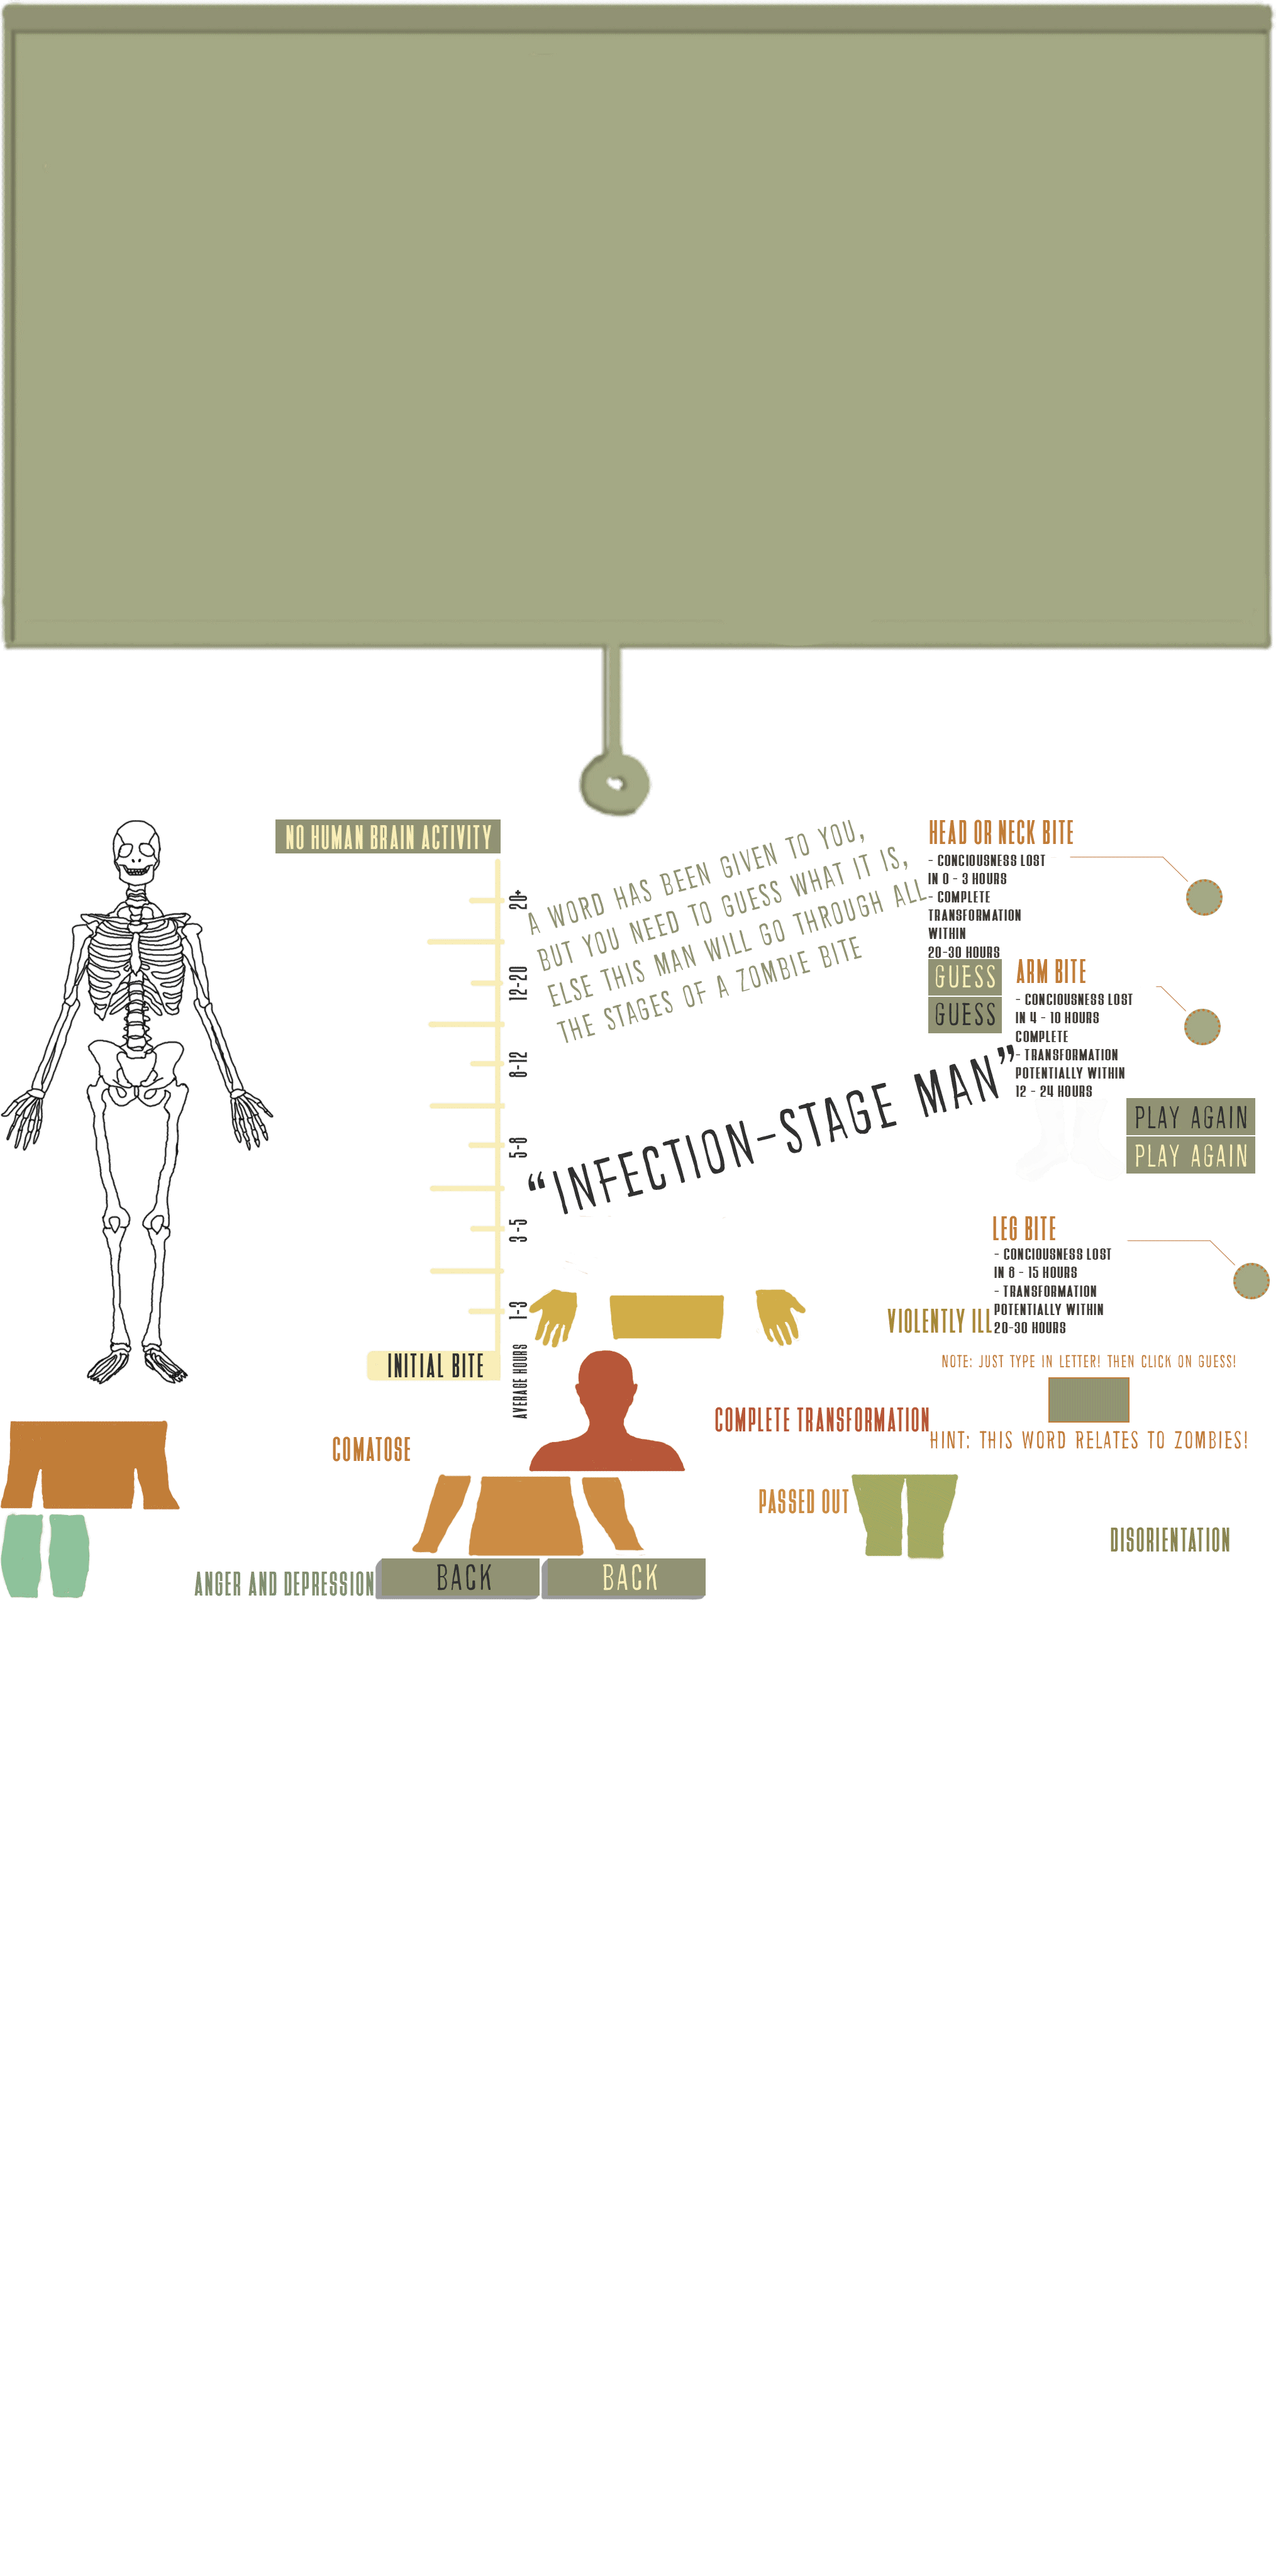 NO HUMAN BRAIN ACTIVITY
20+
12-20
8-12
5-8
3-5
1-3
AVERAGE HOURS
INITIAL BITE
A WORD HAS BEEN GIVEN TO YOU,
BUT YOU NEED TO GUESS WHAT IT IS,
ELSE THIS MAN WILL GO THROUGH ALL
THE STAGES OF A ZOMBIE BITE
HEAD OR NECK BITE
- CONCIOUSNESS LOST
IN 0 - 3 HOURS
- COMPLETE
TRANSFORMATION
WITHIN
20-30 HOURS
GUESS
GUESS
ARM BITE
- CONCIOUSNESS LOST
IN 4 - 10 HOURS
COMPLETE
- TRANSFORMATION
POTENTIALLY WITHIN
12 - 24 HOURS
“INFECTION-STAGE MAN”
PLAY AGAIN
PLAY AGAIN
LEG BITE
- CONCIOUSNESS LOST
IN 8 - 15 HOURS
- TRANSFORMATION
POTENTIALLY WITHIN
20-30 HOURS
VIOLENTLY ILL
NOTE: JUST TYPE IN LETTER! THEN CLICK ON GUESS!
COMPLETE TRANSFORMATION
HINT: THIS WORD RELATES TO ZOMBIES!
COMATOSE
PASSED OUT
DISORIENTATION
ANGER AND DEPRESSION
BACK
BACK